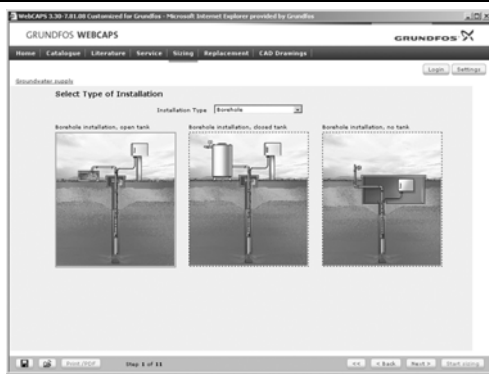 WebCAPS 3.30-7.01.08 Customized for Grundfos - Microsoft Internet Explorer provided by Grundfos
GRUNDFOS WEBCAPS
GRUNDFOS
Home Catalogue Literature Service Sizing Replacement CAD Drawings
Login Settings
Groundwater supply
Select Type of Installation
Installation Type Borehole
Borehole installation, open tank Borehole installation, closed tank Borehole installation, no tank
Print/PDF Step 1 of 11 << < Back Next > Start sizing